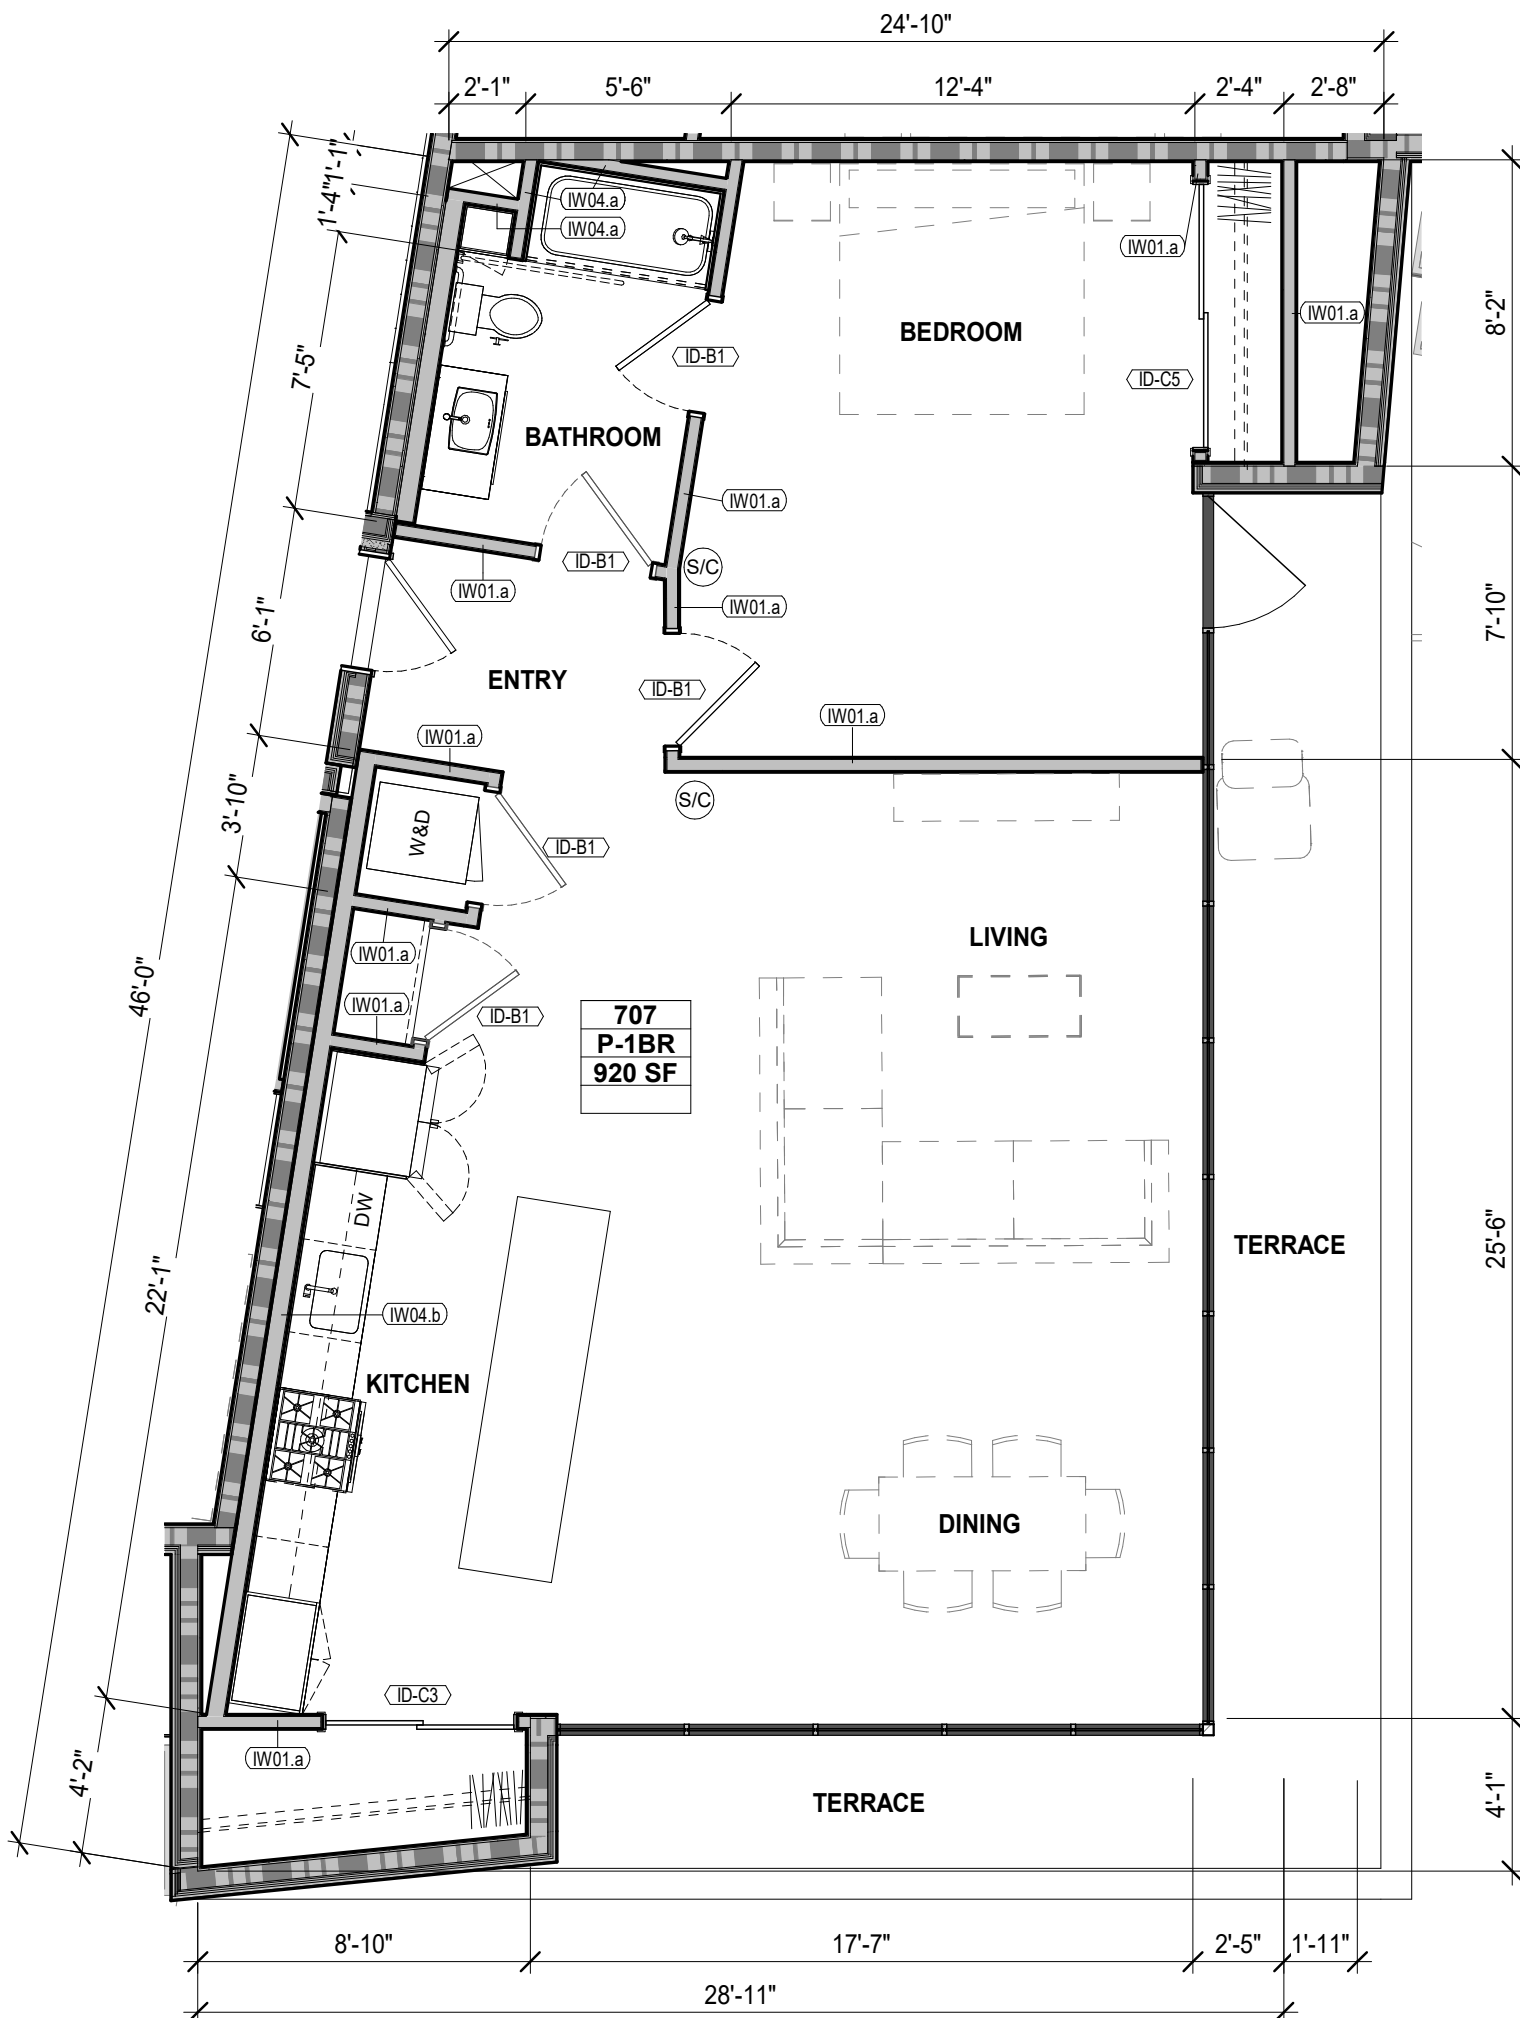 24'-10"
2'-1"
5'-6"
12'-4"
2'-4"
2'-8"
1'-1"
1'-4"
7'-5"
6'-1"
3'-10"
46'-0"
22'-1"
4'-2"
IW04.a
IW04.a
IW01.a
IW01.a
BEDROOM
ID-B1
ID-C5
8'-2"
BATHROOM
IW01.a
ID-B1
S/C
IW01.a
IW01.a
7'-10"
ENTRY
ID-B1
IW01.a
IW01.a
S/C
W&D
ID-B1
IW01.a
LIVING
IW01.a
ID-B1
707
P-1BR
920 SF
DW
TERRACE
25'-6"
IW04.b
KITCHEN
DINING
ID-C3
IW01.a
TERRACE
4'-1"
8'-10"
17'-7"
2'-5"
1'-11"
28'-11"